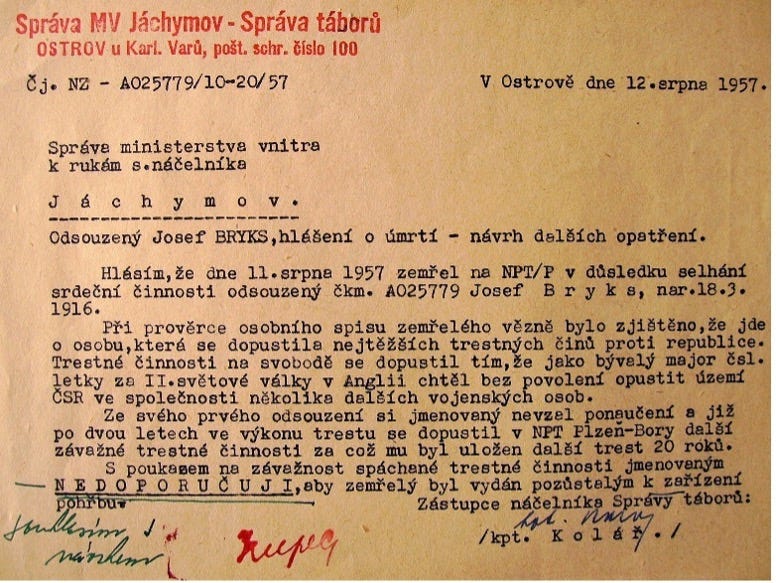 Správa MV Jáchymov - Správa táborů
OSTROV u Karl. Varů, pošt. schr. číslo 100
Čj. NZ - A025779/10-20/57 V Ostrově dne 12.srpna 1957.
Správa ministerstva vnitra
k rukám s.náčelníka
J á c h y m o v .
Odsouzený Josef BRYKS,hlášení o úmrtí - návrh dalších opatření.
Hlásím,že dne 11.srpna 1957 zemřel na NPT/P v důsledku selhání
srdeční činnosti odsouzený čkm. A025779 Josef B r y k s, nar.18.3.
1916.
Při prověrce osobního spisu zemřelého vězně bylo zjištěno,že jde
o osobu,která se dopustila nejtěžších trestných činů proti republice.
Trestné činnosti na svobodě se dopustil tím,že jako bývalý major čsl.
letky za II.světové války v Anglii chtěl bez povolení opustit území
ČSR ve společnosti několika dalších vojenských osob.
Ze svého prvého odsouzení si jmenovaný nevzal ponaučení a již
po dvou letech ve výkonu trestu se dopustil v NPT Plzeň-Bory další
závažné trestné činnosti za což mu byl uložen další trest 20 roků.
S poukazem na závažnost spáchané trestné činnosti jmenovaným
N E D O P O R U Č U J I,aby zemřelý byl vydán pozůstalým k zařízení
pohřbu. Zástupce náčelníka Správy táborů:
souhlasím s
návrhem
/kpt. K o l á ř . /